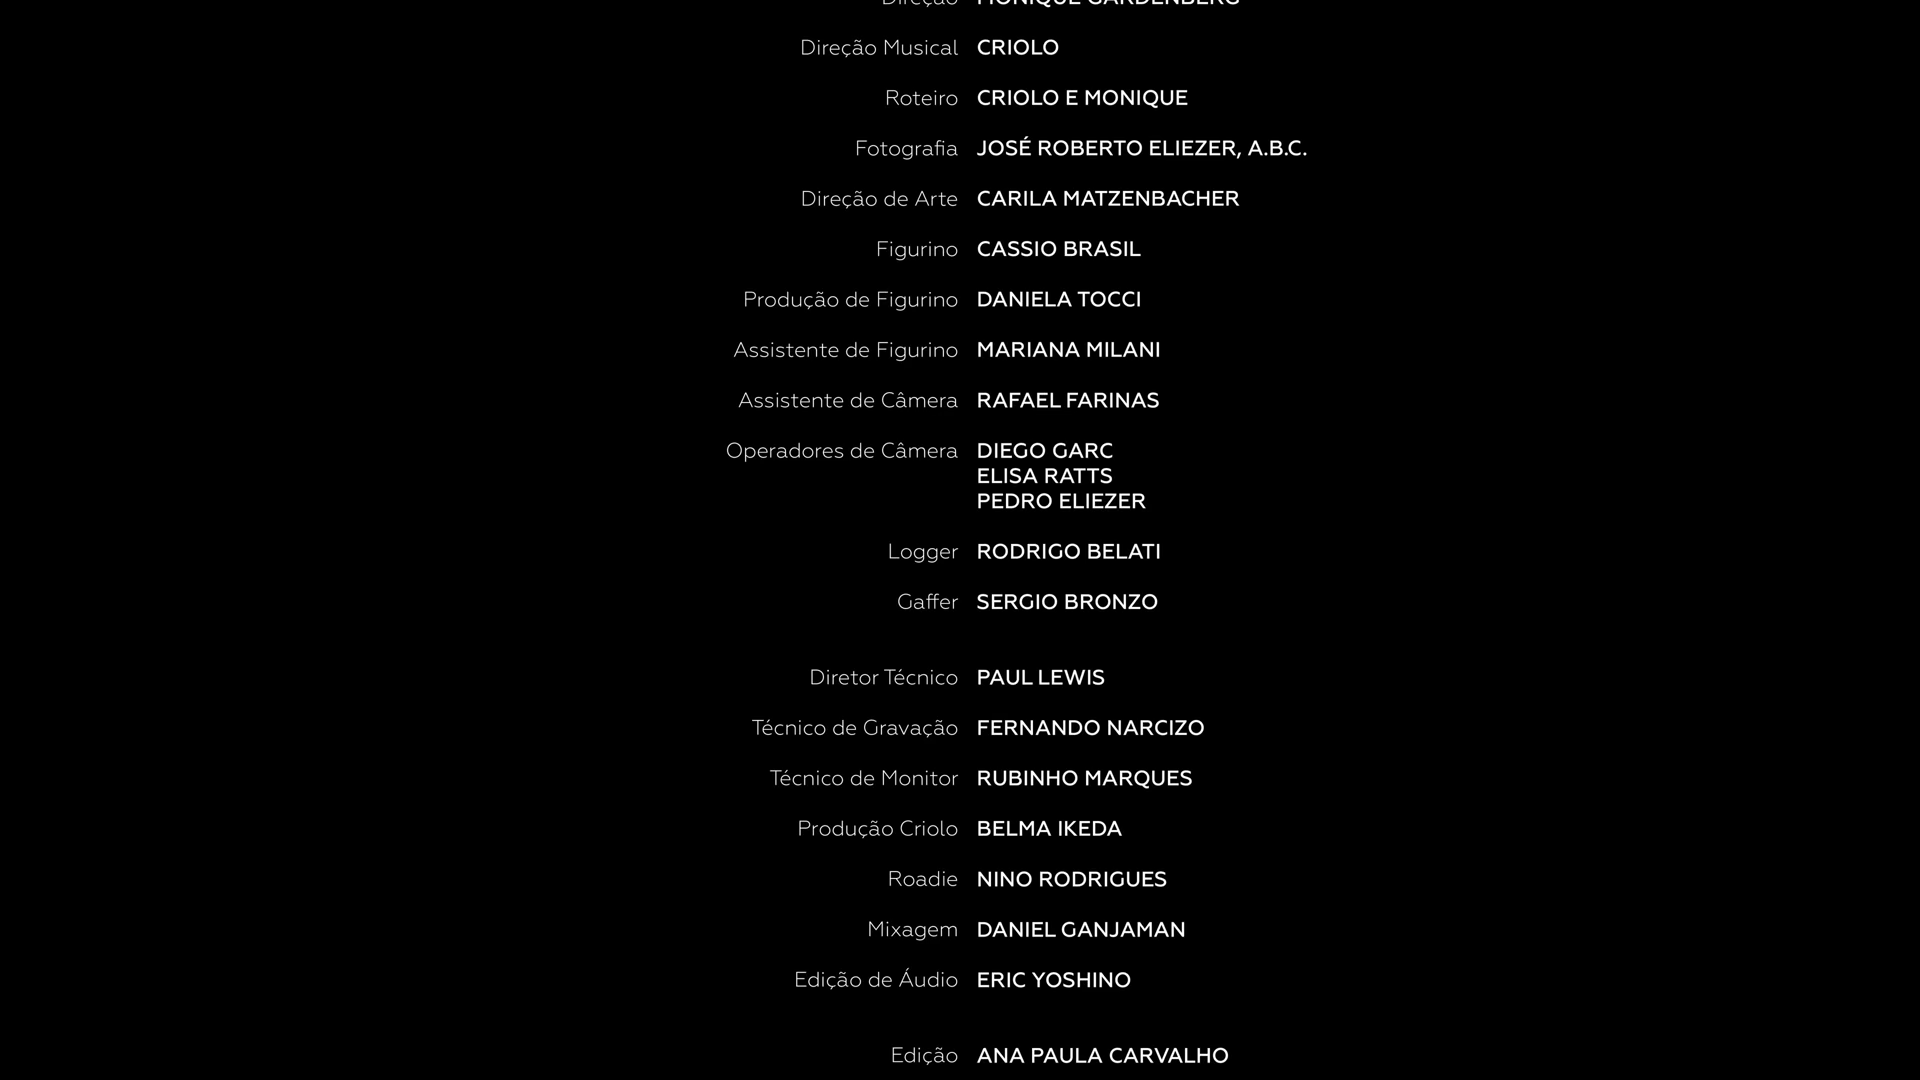 Direção MONIQUE GARDENBERG
Direção Musical CRIOLO
Roteiro CRIOLO E MONIQUE
Fotografia JOSÉ ROBERTO ELIEZER, A.B.C.
Direção de Arte CARILA MATZENBACHER
Figurino CASSIO BRASIL
Produção de Figurino DANIELA TOCCI
Assistente de Figurino MARIANA MILANI
Assistente de Câmera RAFAEL FARINAS
Operadores de Câmera DIEGO GARC
ELISA RATTS
PEDRO ELIEZER
Logger RODRIGO BELATI
Gaffer SERGIO BRONZO
Diretor Técnico PAUL LEWIS
Técnico de Gravação FERNANDO NARCIZO
Técnico de Monitor RUBINHO MARQUES
Produção Criolo BELMA IKEDA
Roadie NINO RODRIGUES
Mixagem DANIEL GANJAMAN
Edição de Áudio ERIC YOSHINO
Edição ANA PAULA CARVALHO